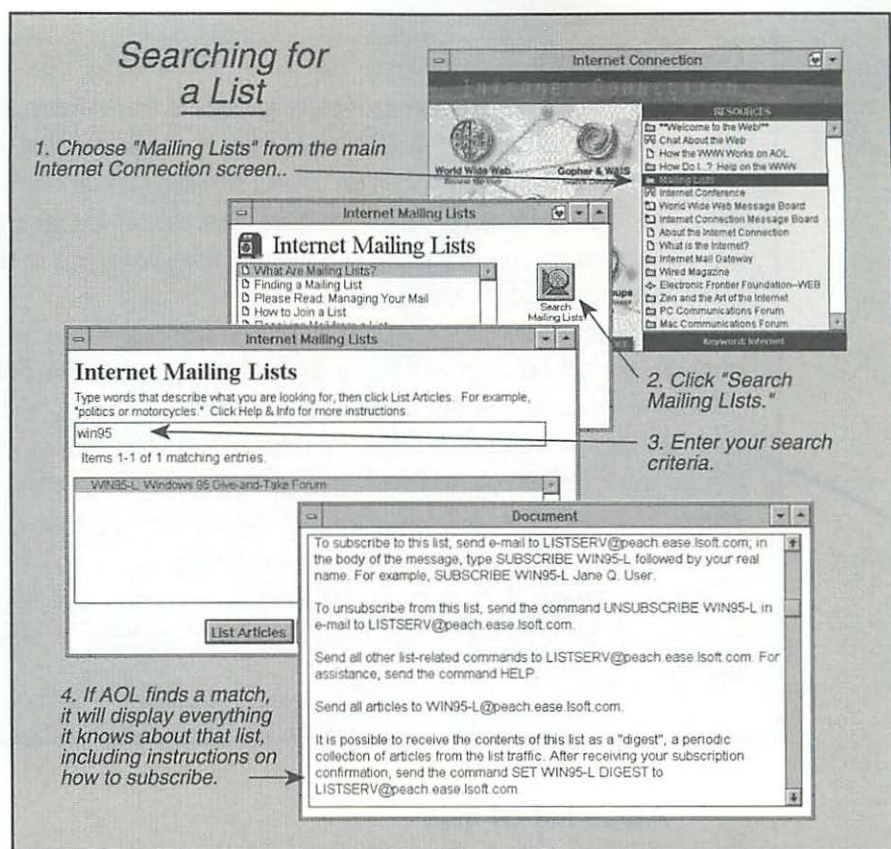 Searching for
a List
1. Choose "Mailing Lists" from the main
Internet Connection screen..
Internet Connection
INTERNET CONNECTION
World Wide Web
Gopher & WAIS
RESOURCES
**Welcome to the Web!**
Chat About the Web
How the WWW Works on AOL
How Do I...? Help on the WWW
Mailing Lists
Internet Conference
World Wide Web Message Board
Internet Connection Message Board
About the Internet Connection
What is the Internet?
Internet Mail Gateway
Wired Magazine
Electronic Frontier Foundation--WEB
Zen and the Art of the Internet
PC Communications Forum
Mac Communications Forum
Keyword: Internet
Internet Mailing Lists
Internet Mailing Lists
What Are Mailing Lists?
Finding a Mailing List
Please Read: Managing Your Mail
How to Join a List
Search
Mailing Lists
2. Click "Search
Mailing LIsts."
Internet Mailing Lists
Internet Mailing Lists
Type words that describe what you are looking for, then click List Articles. For example,
"politics or motorcycles." Click Help & Info for more instructions.
win95
3. Enter your search
criteria.
Items 1-1 of 1 matching entries.
WIN95-L: Windows 95 Give-and-Take Forum
List Articles
4. If AOL finds a match,
it will display everything
it knows about that list,
including instructions on
how to subscribe.
Document
To subscribe to this list, send e-mail to LISTSERV@peach.ease.lsoft.com; in
the body of the message, type SUBSCRIBE WIN95-L followed by your real
name. For example, SUBSCRIBE WIN95-L Jane Q. User.
To unsubscribe from this list, send the command UNSUBSCRIBE WIN95-L in
e-mail to LISTSERV@peach.ease.lsoft.com.
Send all other list-related commands to LISTSERV@peach.ease.lsoft.com. For
assistance, send the command HELP.
Send all articles to WIN95-L@peach.ease.lsoft.com.
It is possible to receive the contents of this list as a "digest", a periodic
collection of articles from the list traffic. After receiving your subscription
confirmation, send the command SET WIN95-L DIGEST to
LISTSERV@peach.ease.lsoft.com